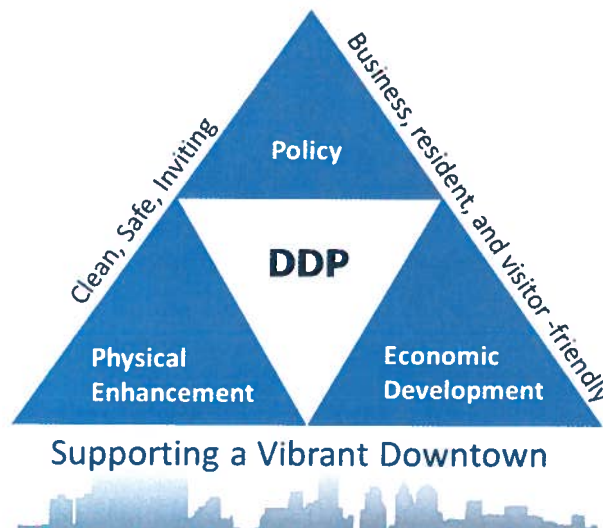 Clean, Safe, Inviting
Business, resident, and visitor-friendly
Policy
DDP
Physical
Enhancement
Economic
Development
Supporting a Vibrant Downtown